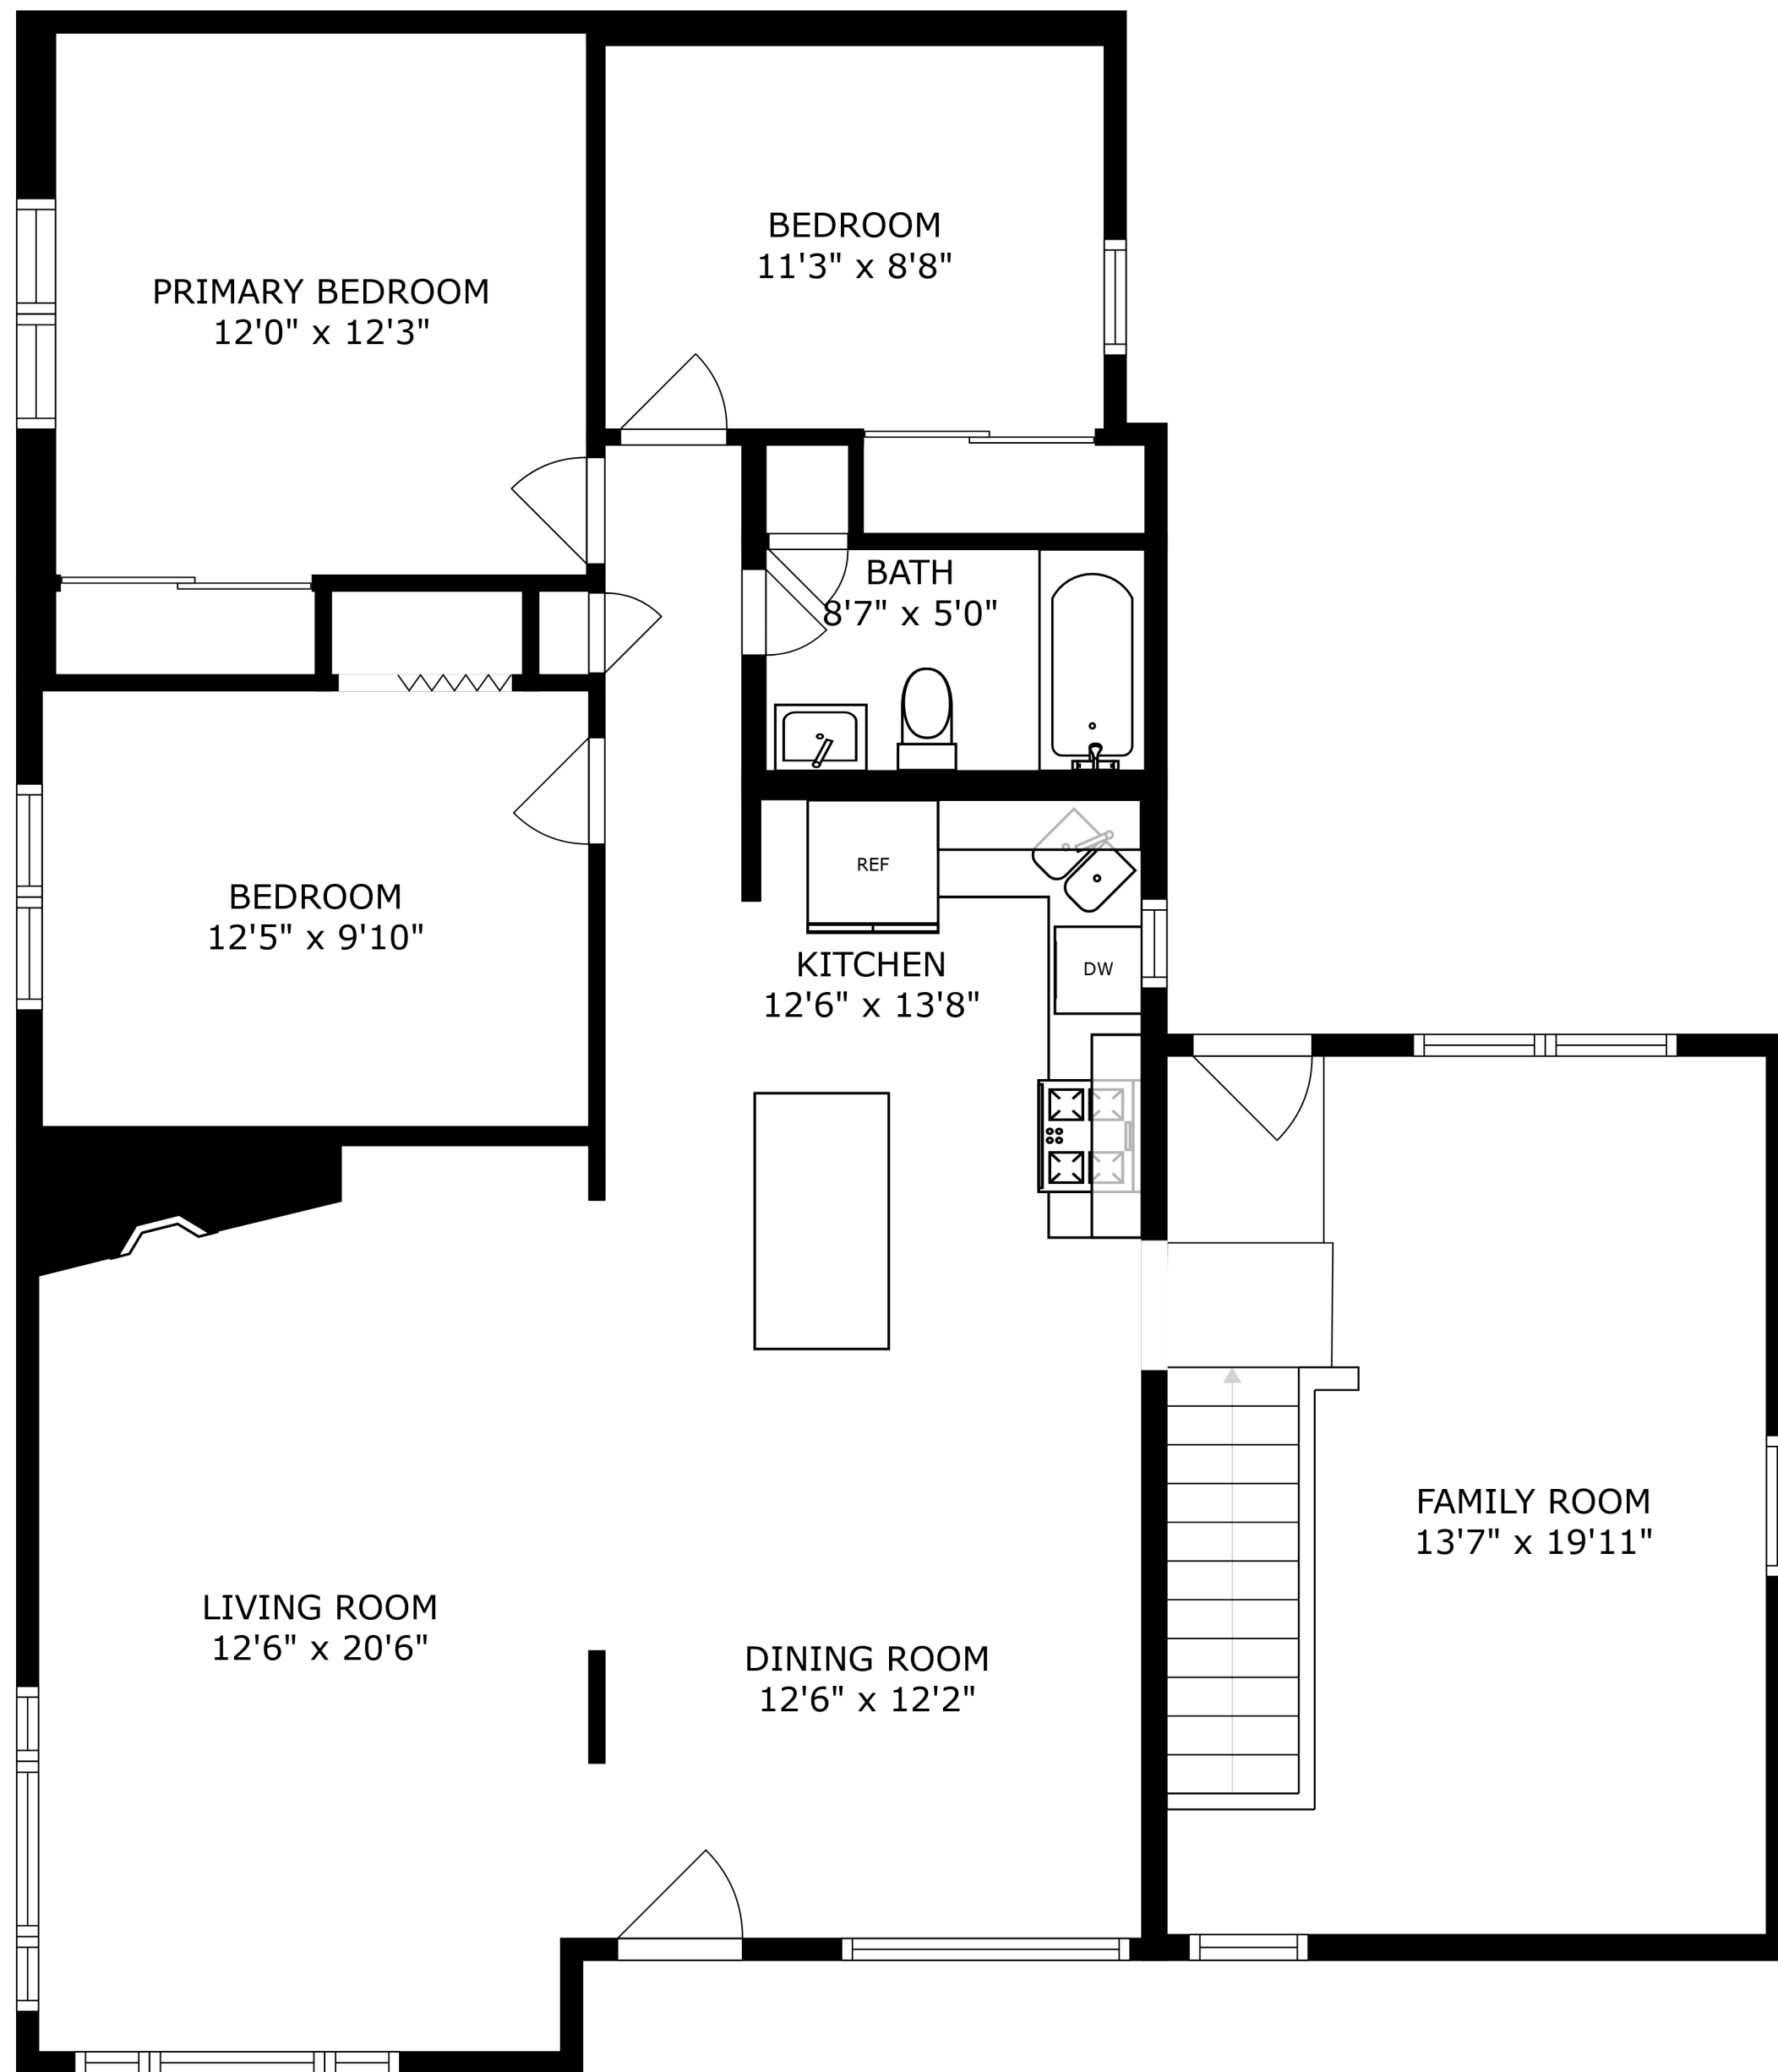 BEDROOM
11'3" x 8'8"
PRIMARY BEDROOM
12'0" x 12'3"
BATH
8'7" x 5'0"
REF
BEDROOM
12'5" x 9'10"
KITCHEN
12'6" x 13'8"
DW
FAMILY ROOM
13'7" x 19'11"
LIVING ROOM
12'6" x 20'6"
DINING ROOM
12'6" x 12'2"